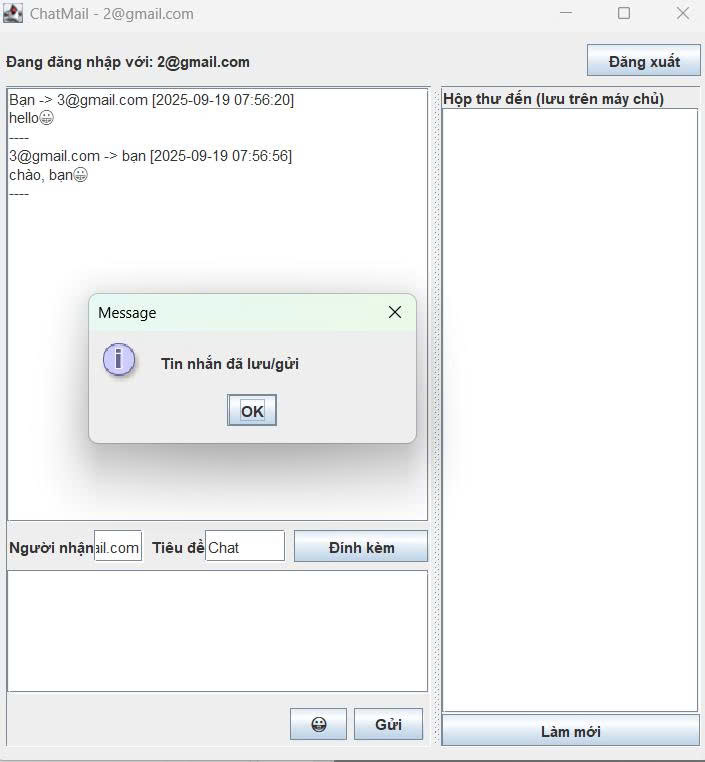 ChatMail - 2@gmail.com
Đang đăng nhập với: 2@gmail.com
Đăng xuất
Bạn -> 3@gmail.com [2025-09-19 07:56:20]
hello😀
----
3@gmail.com -> bạn [2025-09-19 07:56:56]
chào, bạn😀
----
Hộp thư đến (lưu trên máy chủ)
Message
Tin nhắn đã lưu/gửi
OK
Người nhận ail.com Tiêu đề Chat Đính kèm
😀 Gửi
Làm mới